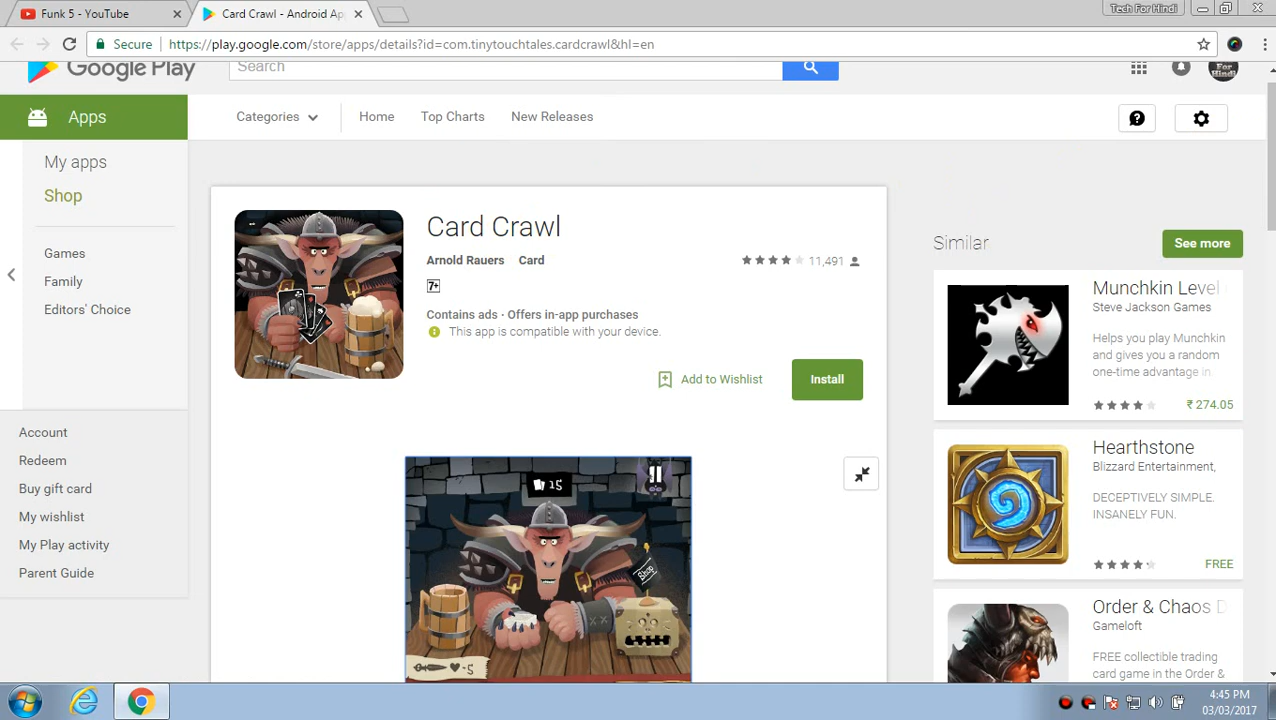 Funk 5 - YouTube
Card Crawl - Android Ap
Tech For Hindi
Secure
https://play.google.com/store/apps/details?id=com.tinytouchtales.cardcrawl&hl=en
Google Play
Search
For Hindi
Apps
Categories
Home
Top Charts
New Releases
My apps
Shop
Games
Family
Editors' Choice
Account
Redeem
Buy gift card
My wishlist
My Play activity
Parent Guide
Card Crawl
Arnold Rauers Card
11,491
7+
Contains ads · Offers in-app purchases
This app is compatible with your device.
Add to Wishlist
Install
15
Shop
-5
Similar
See more
Munchkin Level
Steve Jackson Games
Helps you play Munchkin
and gives you a random
one-time advantage in
₹ 274.05
Hearthstone
Blizzard Entertainment,
DECEPTIVELY SIMPLE.
INSANELY FUN.
FREE
Order & Chaos D
Gameloft
FREE collectible trading
card game in the Order &
4:45 PM
03/03/2017